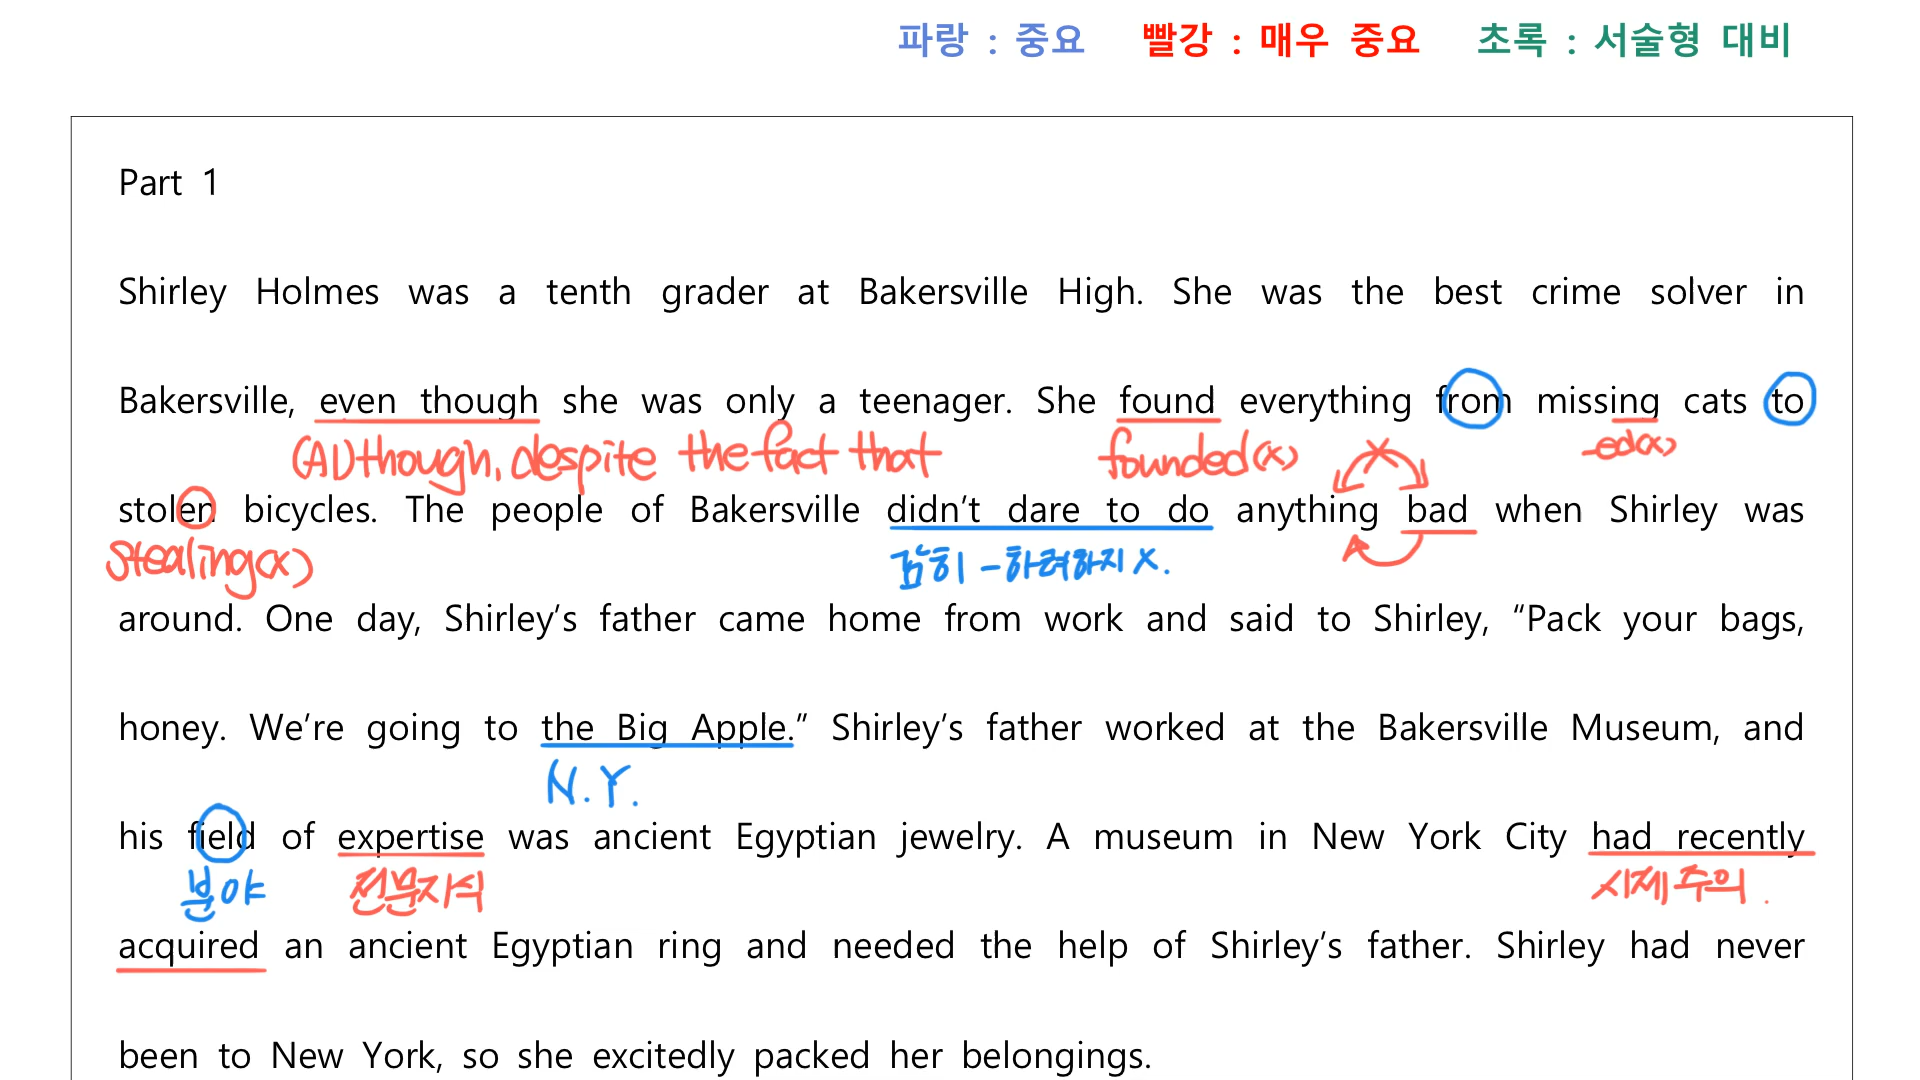 파랑 : 중요 빨강 : 매우 중요 초록 : 서술형 대비
Part 1
Shirley Holmes was a tenth grader at Bakersville High. She was the best crime solver in
Bakersville, even though she was only a teenager. She found everything from missing cats to
(Al)though, despite the fact that founded(x) -ed(x)
stolen bicycles. The people of Bakersville didn't dare to do anything bad when Shirley was
stealing(x) 감히 -하려하지 X.
around. One day, Shirley's father came home from work and said to Shirley, “Pack your bags,
honey. We're going to the Big Apple.” Shirley's father worked at the Bakersville Museum, and
N.Y.
his field of expertise was ancient Egyptian jewelry. A museum in New York City had recently
분야 전문지식 시제 주의.
acquired an ancient Egyptian ring and needed the help of Shirley's father. Shirley had never
been to New York, so she excitedly packed her belongings.